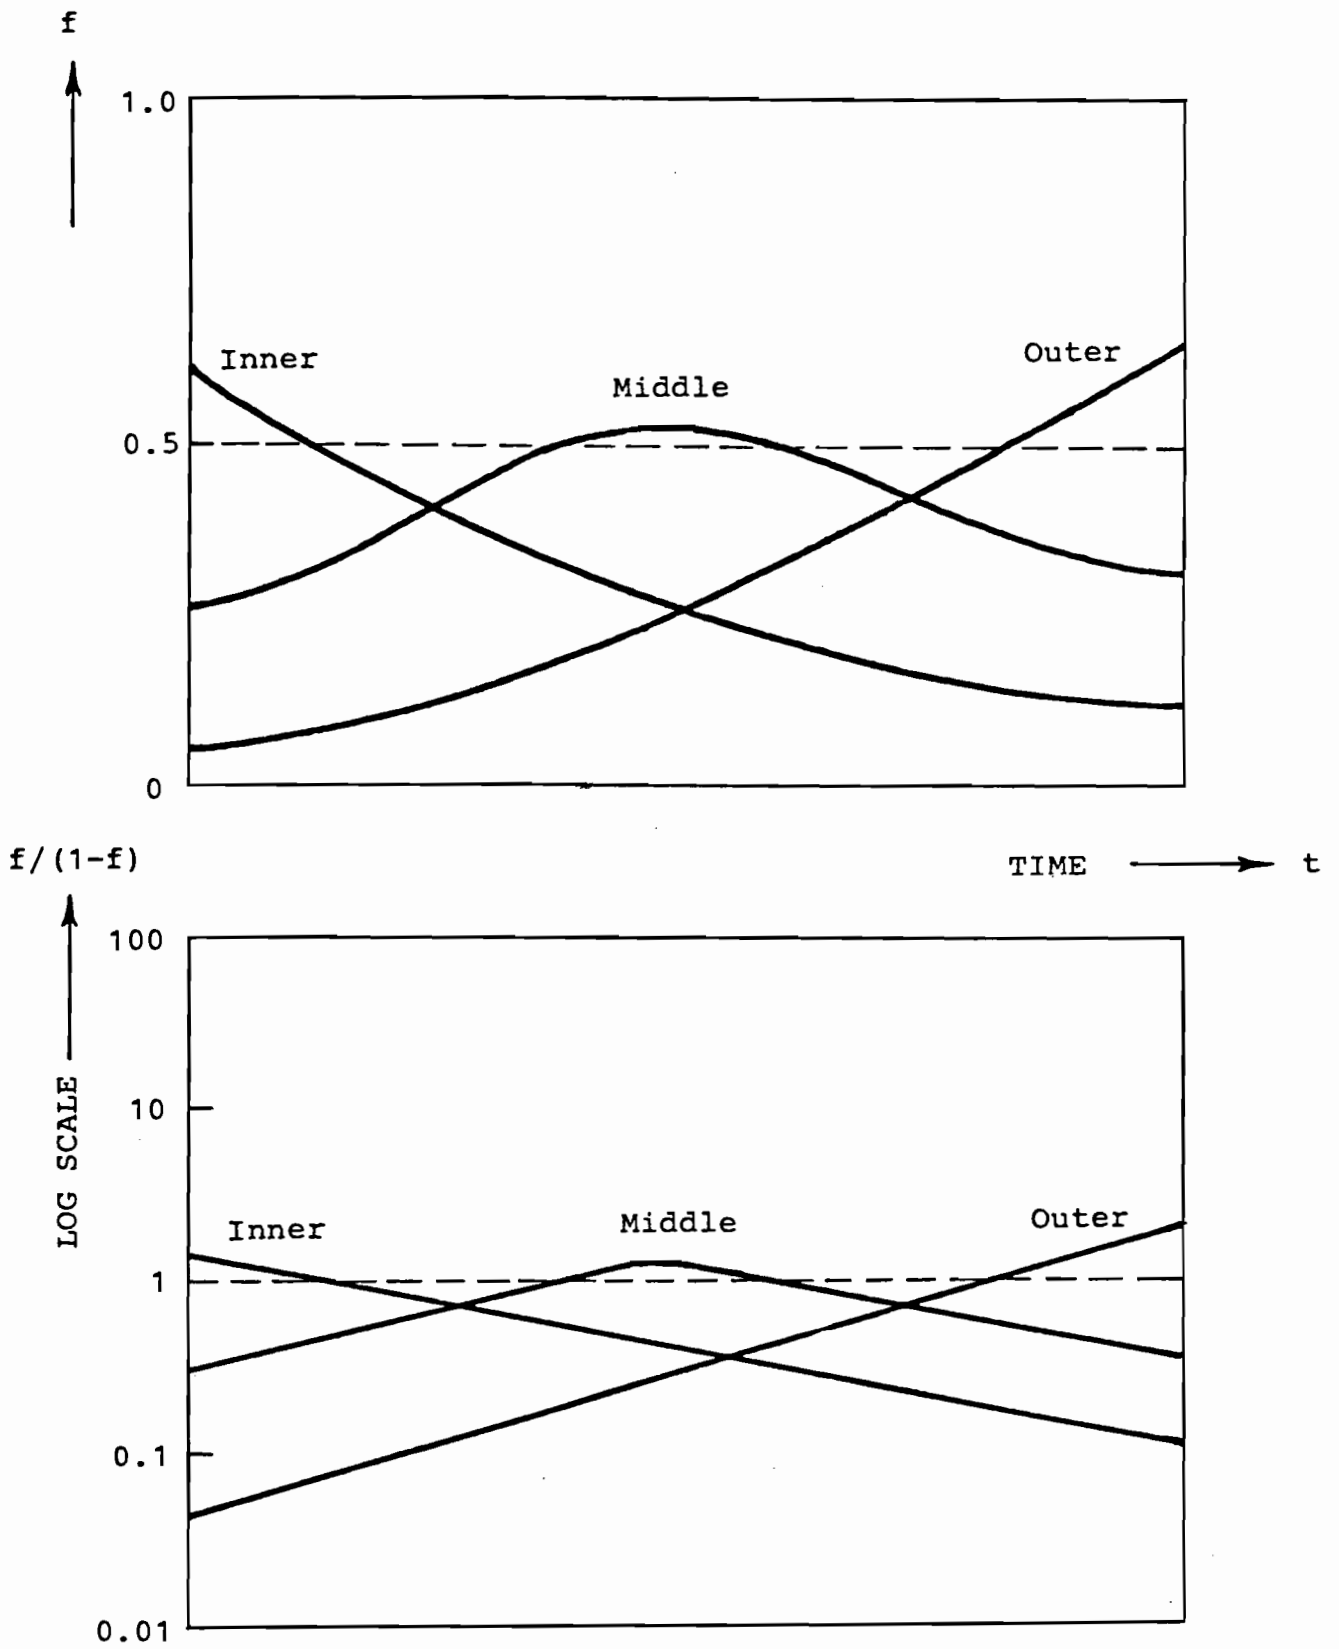 f
1.0
Inner
Outer
Middle
0.5
0
f/(1-f)
TIME
t
100
LOG SCALE
10
Inner
Middle
Outer
1
0.1
0.01